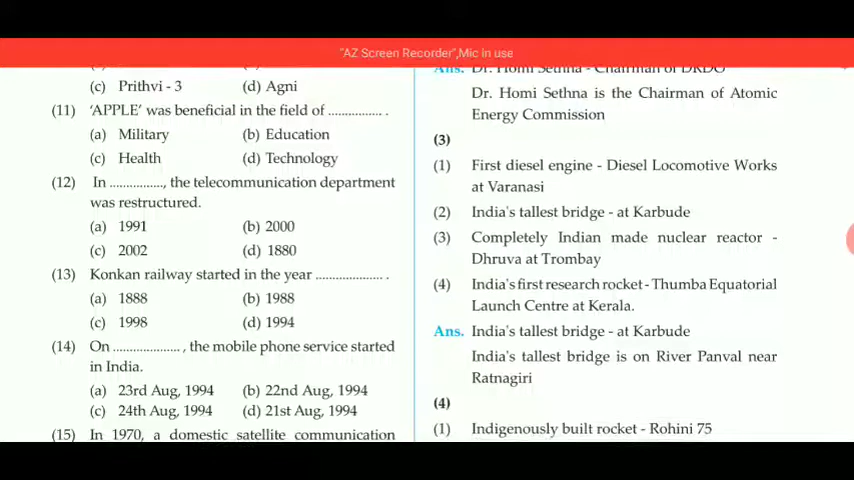 "AZ Screen Recorder",Mic in use
(c) Prithvi - 3 (d) Agni
(11) 'APPLE' was beneficial in the field of ................ .
(a) Military (b) Education
(c) Health (d) Technology
(12) In ................, the telecommunication department
was restructured.
(a) 1991 (b) 2000
(c) 2002 (d) 1880
(13) Konkan railway started in the year .................... .
(a) 1888 (b) 1988
(c) 1998 (d) 1994
(14) On .................... , the mobile phone service started
in India.
(a) 23rd Aug, 1994 (b) 22nd Aug, 1994
(c) 24th Aug, 1994 (d) 21st Aug, 1994
(15) In 1970, a domestic satellite communication
Ans. Dr. Homi Sethna - Chairman of DRDO
Dr. Homi Sethna is the Chairman of Atomic
Energy Commission
(3)
(1) First diesel engine - Diesel Locomotive Works
at Varanasi
(2) India's tallest bridge - at Karbude
(3) Completely Indian made nuclear reactor -
Dhruva at Trombay
(4) India's first research rocket - Thumba Equatorial
Launch Centre at Kerala.
Ans. India's tallest bridge - at Karbude
India's tallest bridge is on River Panval near
Ratnagiri
(4)
(1) Indigenously built rocket - Rohini 75